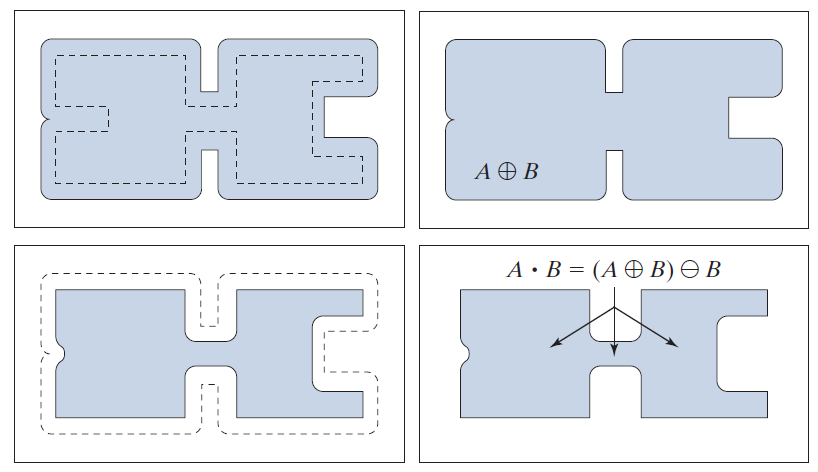 A ⊕ B
A • B = (A ⊕ B) ⊖ B